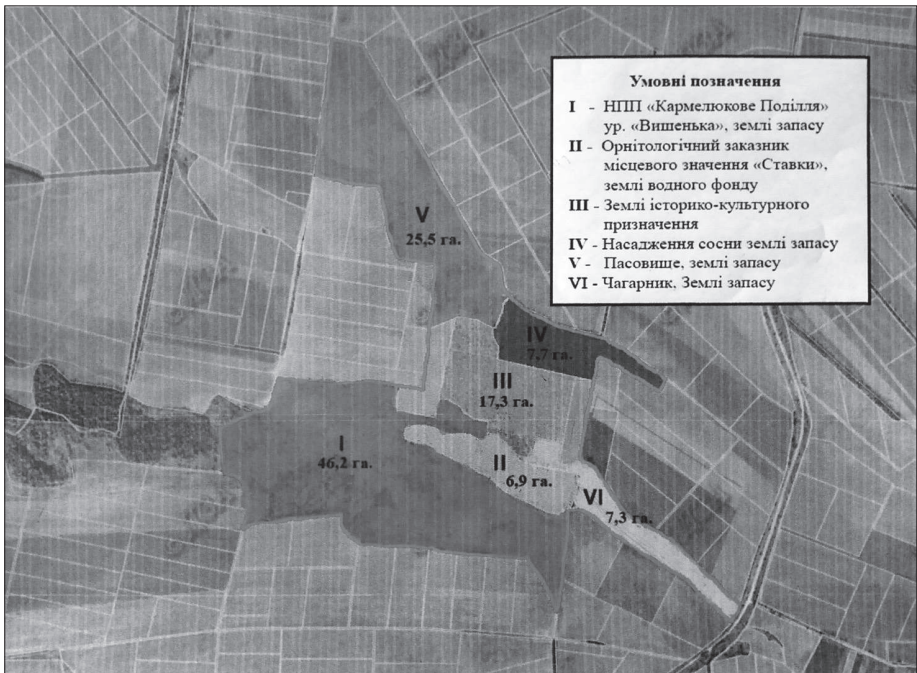 Умовні позначення
I - НПП «Кармелюкове Поділля»
ур. «Вишенька», землі запасу
II - Орнітологічний заказник
місцевого значення «Ставки»,
землі водного фонду
III - Землі історико-культурного
призначення
IV - Насадження сосни землі запасу
V - Пасовище, землі запасу
VI - Чагарник, Землі запасу
V
25,5 га.
IV
7,7 га.
III
17,3 га.
I
46,2 га.
II
6,9 га.
VI
7,3 га.